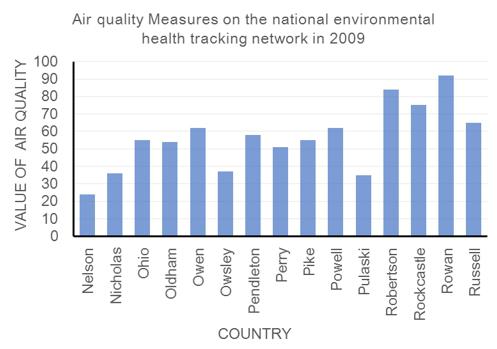 Air quality Measures on the national environmental
health tracking network in 2009
VALUE OF  AIR QUALITY
100
90
80
70
60
50
40
30
20
10
0
Nelson
Nicholas
Ohio
Oldham
Owen
Owsley
Pendleton
Perry
Pike
Powell
Pulaski
Robertson
Rockcastle
Rowan
Russell
COUNTRY